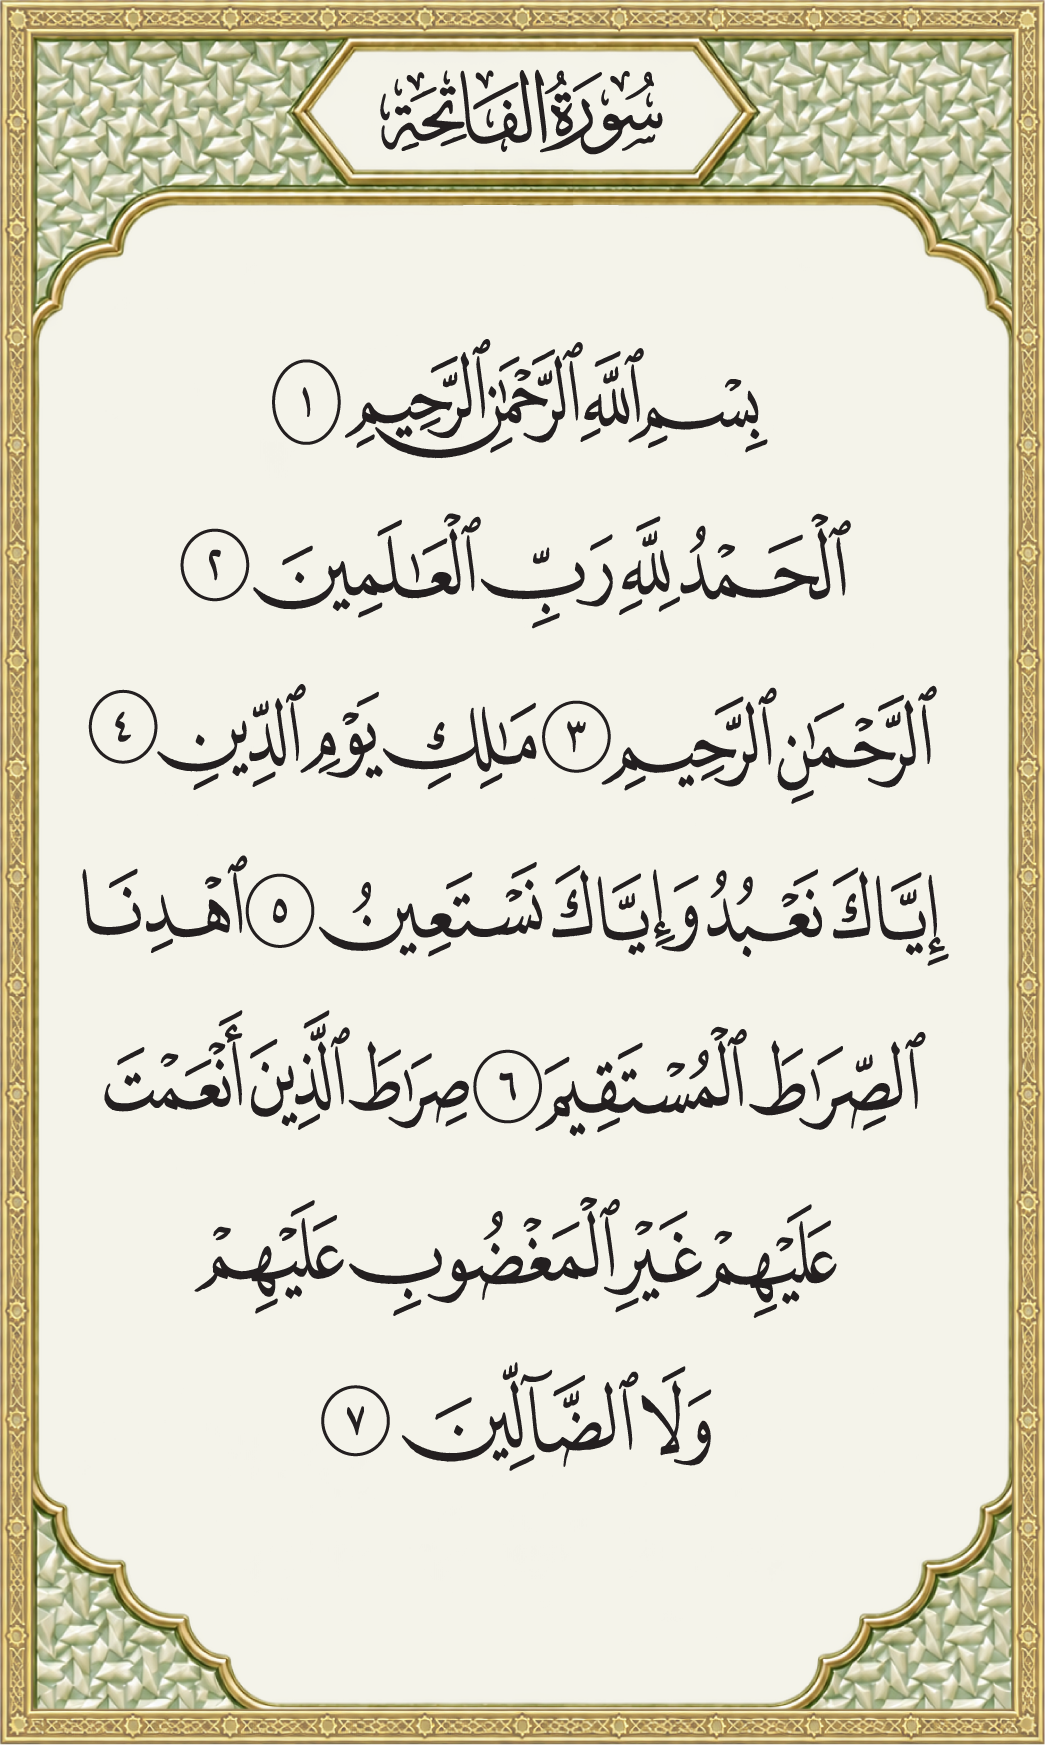 سُورَةُ الفَاتِحَةِ
بِسْمِ ٱللَّهِ ٱلرَّحْمَٰنِ ٱلرَّحِيمِ ١
ٱلْحَمْدُ لِلَّهِ رَبِّ ٱلْعَٰلَمِينَ ٢
ٱلرَّحْمَٰنِ ٱلرَّحِيمِ ٣ مَٰلِكِ يَوْمِ ٱلدِّينِ ٤
إِيَّاكَ نَعْبُدُ وَإِيَّاكَ نَسْتَعِينُ ٥ ٱهْدِنَا
ٱلصِّرَٰطَ ٱلْمُسْتَقِيمَ ٦ صِرَٰطَ ٱلَّذِينَ أَنْعَمْتَ
عَلَيْهِمْ غَيْرِ ٱلْمَغْضُوبِ عَلَيْهِمْ
وَلَا ٱلضَّآلِّينَ ٧